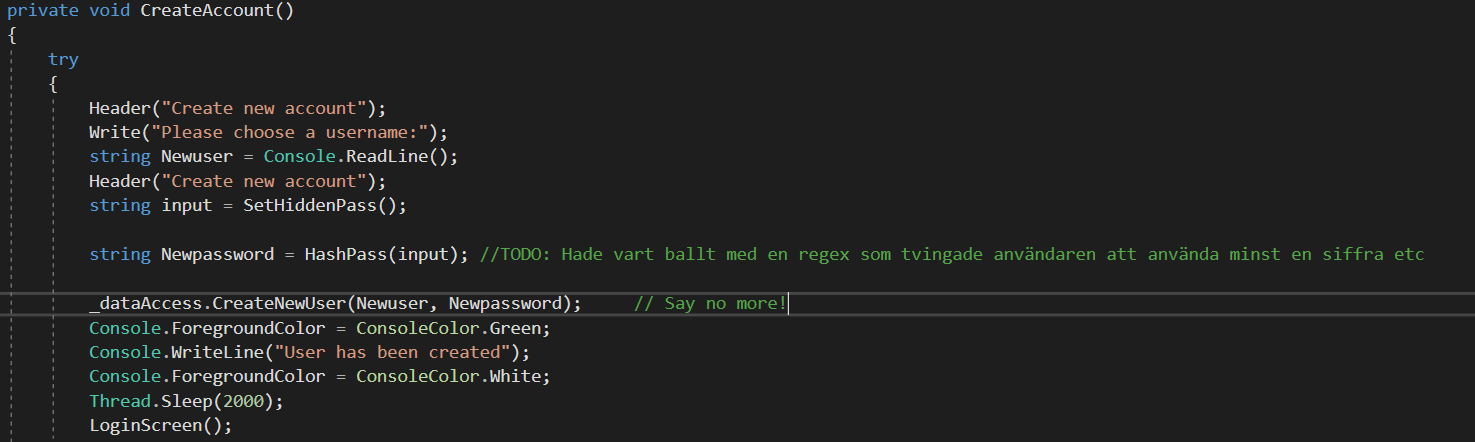 private void CreateAccount()
{
try
{
Header("Create new account");
Write("Please choose a username:");
string Newuser = Console.ReadLine();
Header("Create new account");
string input = SetHiddenPass();
string Newpassword = HashPass(input); //TODO: Hade vart ballt med en regex som tvingade användaren att använda minst en siffra etc
_dataAccess.CreateNewUser(Newuser, Newpassword); // Say no more!
Console.ForegroundColor = ConsoleColor.Green;
Console.WriteLine("User has been created");
Console.ForegroundColor = ConsoleColor.White;
Thread.Sleep(2000);
LoginScreen();